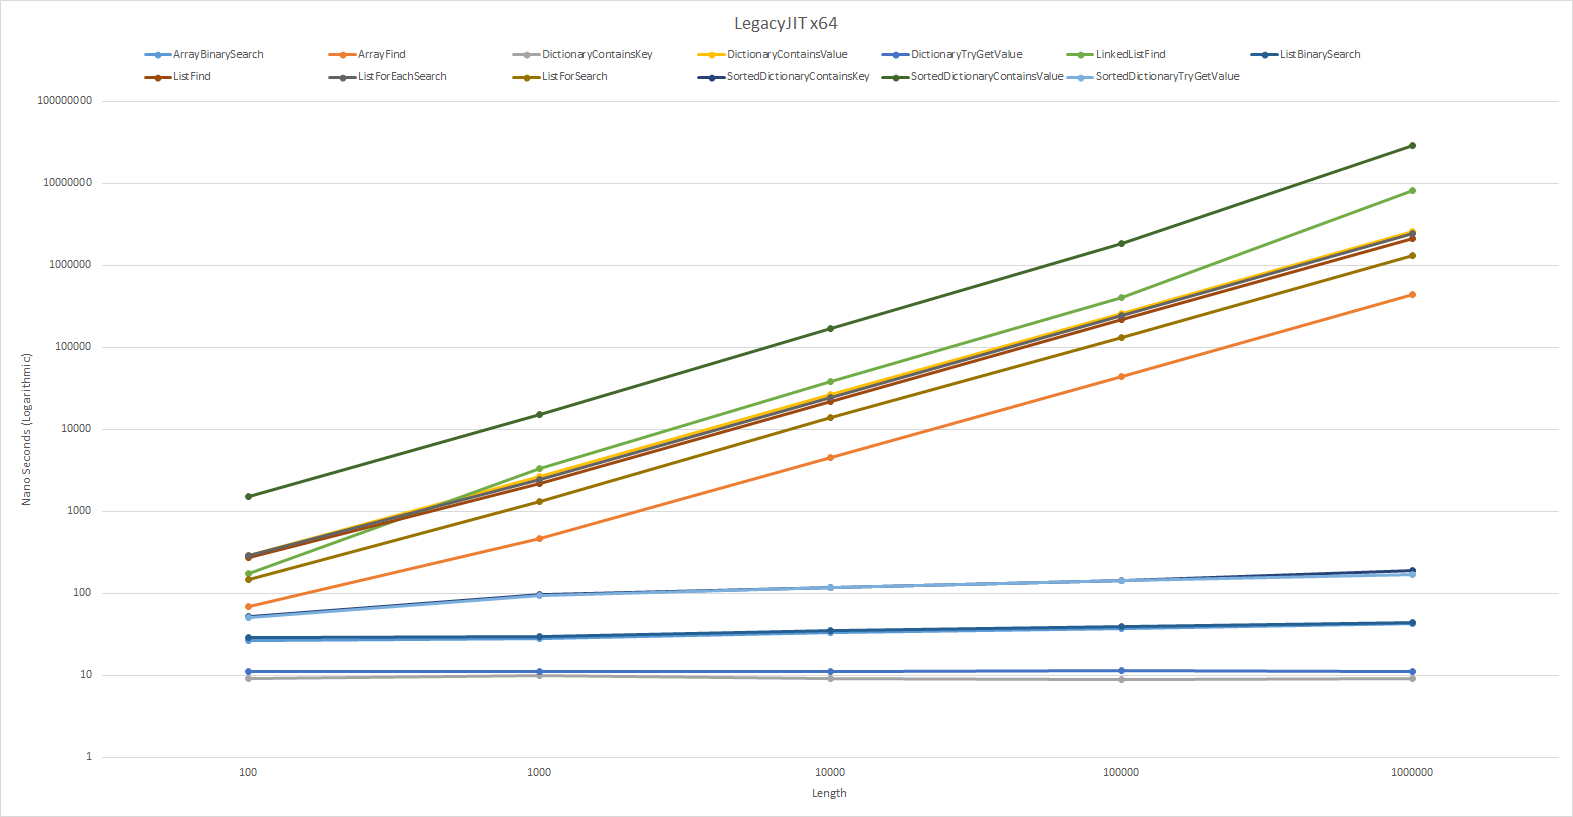 LegacyJIT x64
ArrayBinarySearch ArrayFind DictionaryContainsKey DictionaryContainsValue DictionaryTryGetValue LinkedListFind ListBinarySearch
ListFind ListForEachSearch ListForSearch SortedDictionaryContainsKey SortedDictionaryContainsValue SortedDictionaryTryGetValue
100000000
10000000
1000000
100000
10000
1000
100
10
1
Nano Seconds (Logarithmic)
100 1000 10000 100000 1000000
Length